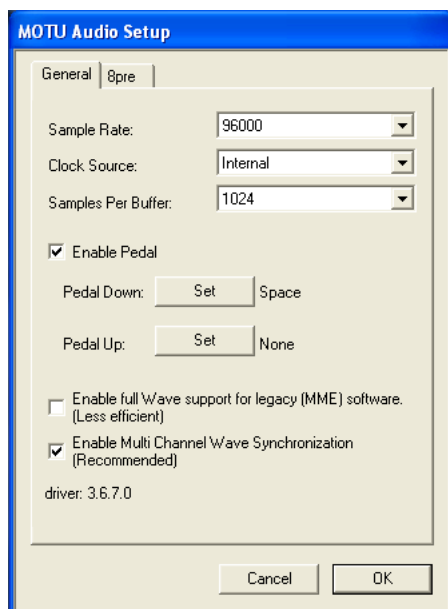 MOTU Audio Setup
General 8pre
Sample Rate: 96000
Clock Source: Internal
Samples Per Buffer: 1024
Enable Pedal
Pedal Down: Set Space
Pedal Up: Set None
Enable full Wave support for legacy (MME) software.
(Less efficient)
Enable Multi Channel Wave Synchronization
(Recommended)
driver: 3.6.7.0
Cancel OK